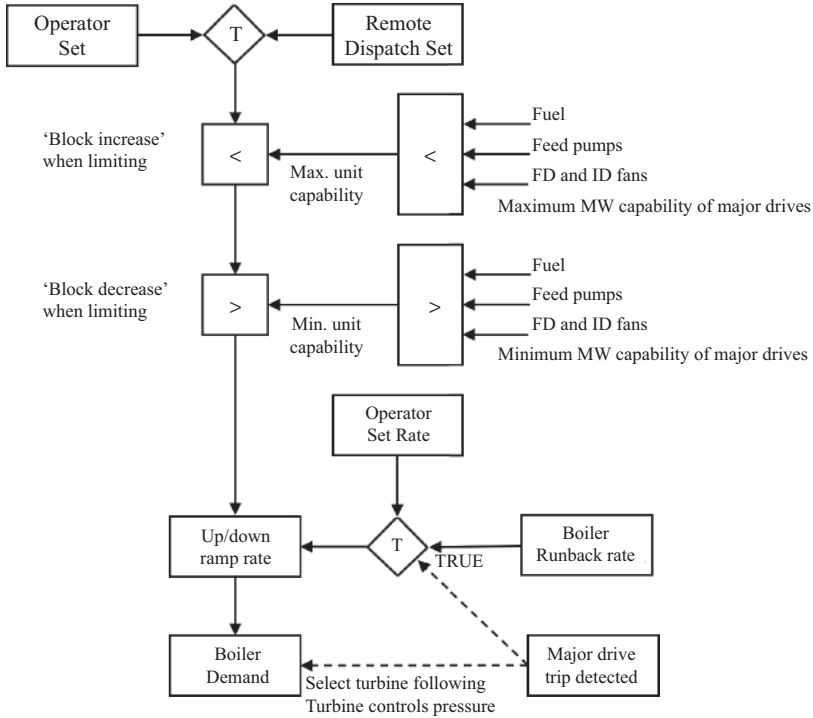 Operator
Set
T
Remote
Dispatch Set
‘Block increase’
when limiting
<
Max. unit
capability
<
Fuel
Feed pumps
FD and ID fans
Maximum MW capability of major drives
‘Block decrease’
when limiting
>
Min. unit
capability
>
Fuel
Feed pumps
FD and ID fans
Minimum MW capability of major drives
Operator
Set Rate
Up/down
ramp rate
T
TRUE
Boiler
Runback rate
Boiler
Demand
Select turbine following
Turbine controls pressure
Major drive
trip detected